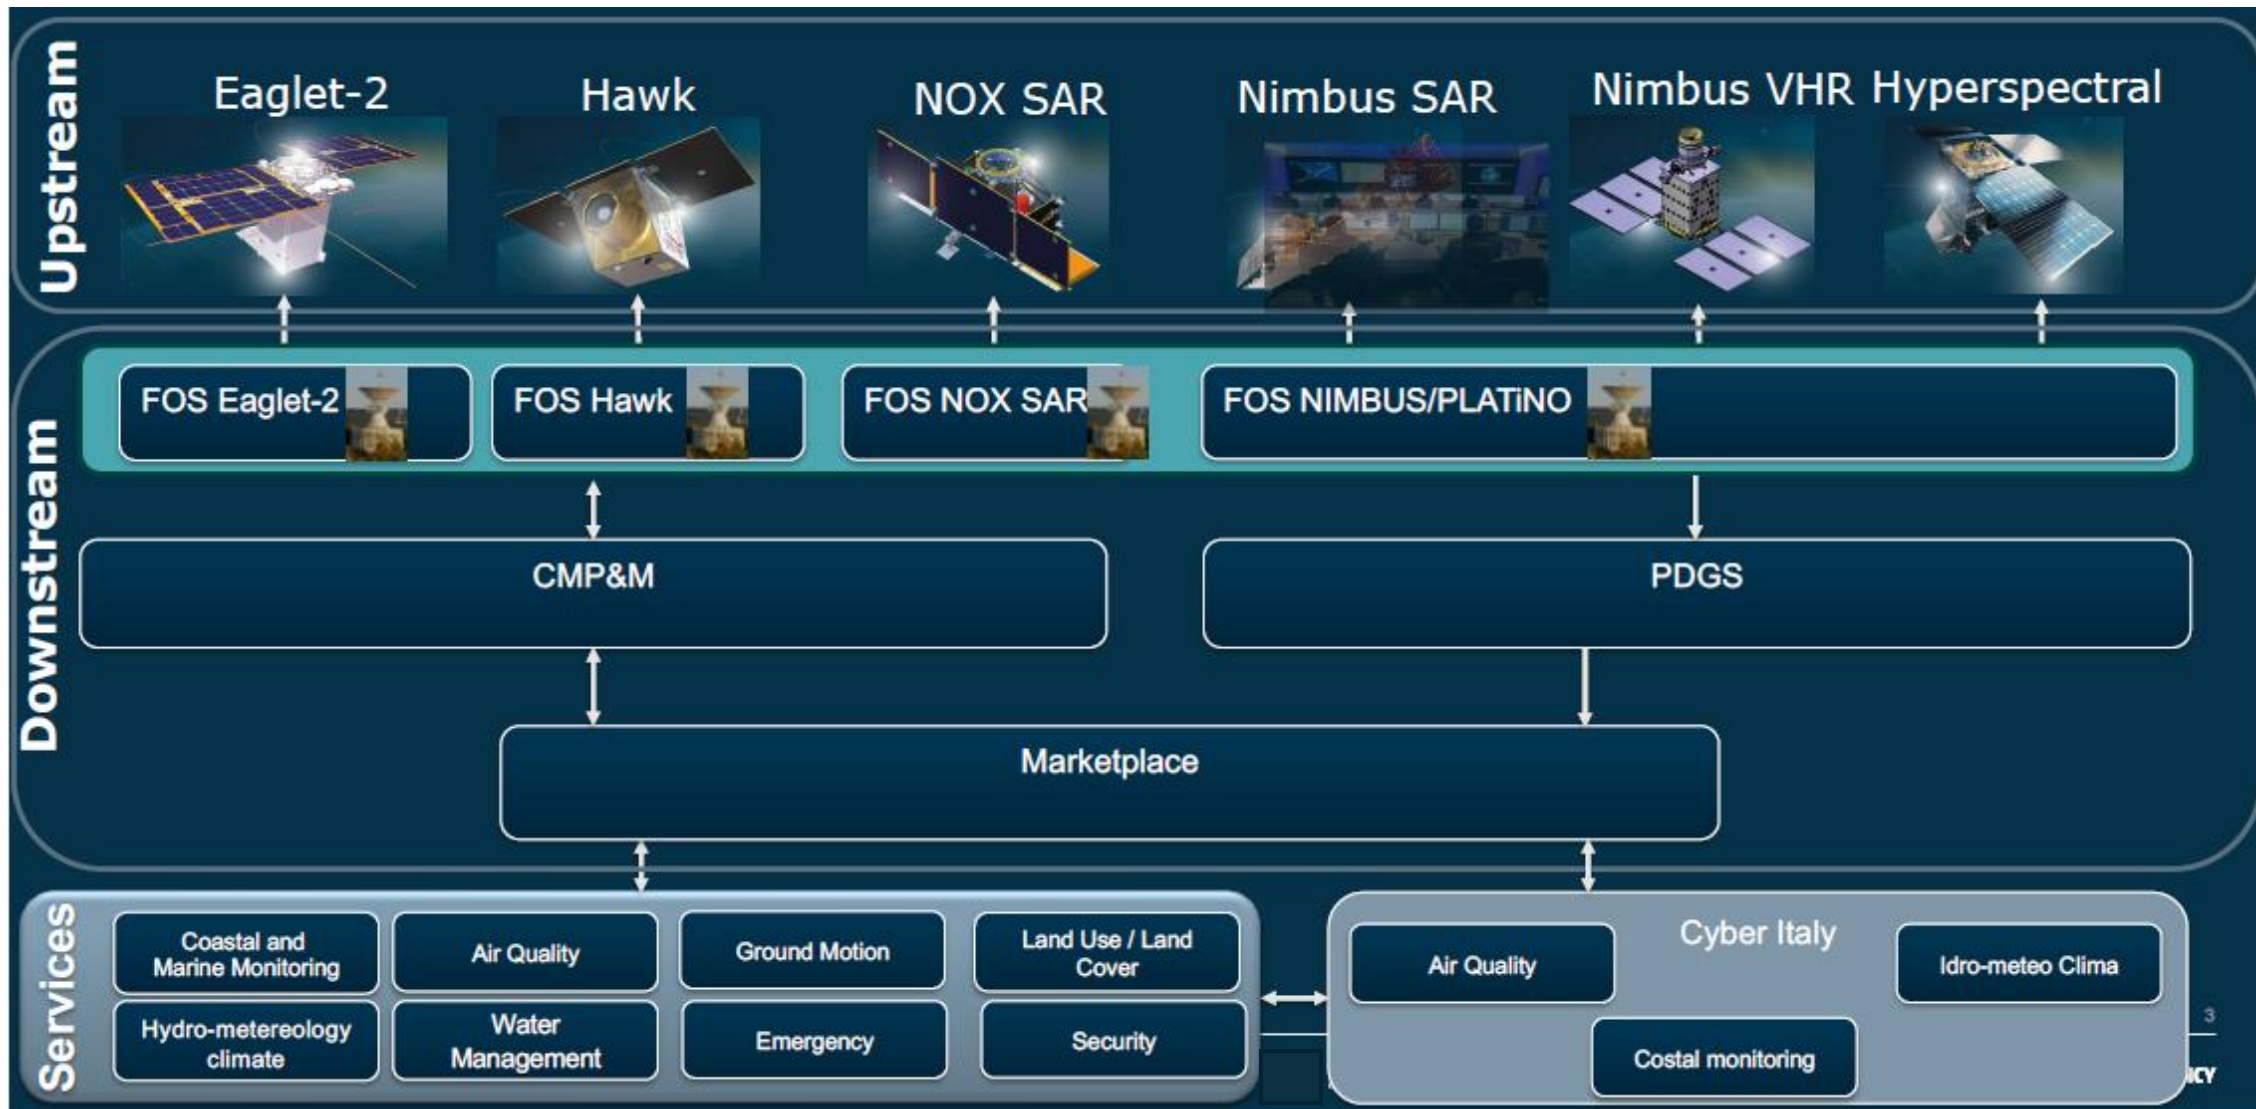 Upstream
Eaglet-2
Hawk
NOX SAR
Nimbus SAR
Nimbus VHR
Hyperspectral
Downstream
FOS Eaglet-2
FOS Hawk
FOS NOX SAR
FOS NIMBUS/PLATiNO
CMP&M
PDGS
Marketplace
Services
Coastal and
Marine Monitoring
Air Quality
Ground Motion
Land Use / Land
Cover
Hydro-metereology
climate
Water
Management
Emergency
Security
Cyber Italy
Air Quality
Idro-meteo Clima
Costal monitoring
3